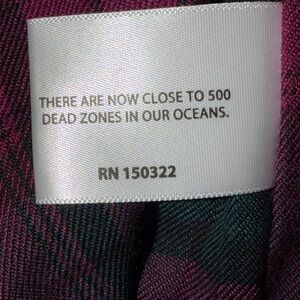 THERE ARE NOW CLOSE TO 500
DEAD ZONES IN OUR OCEANS.
RN 150322